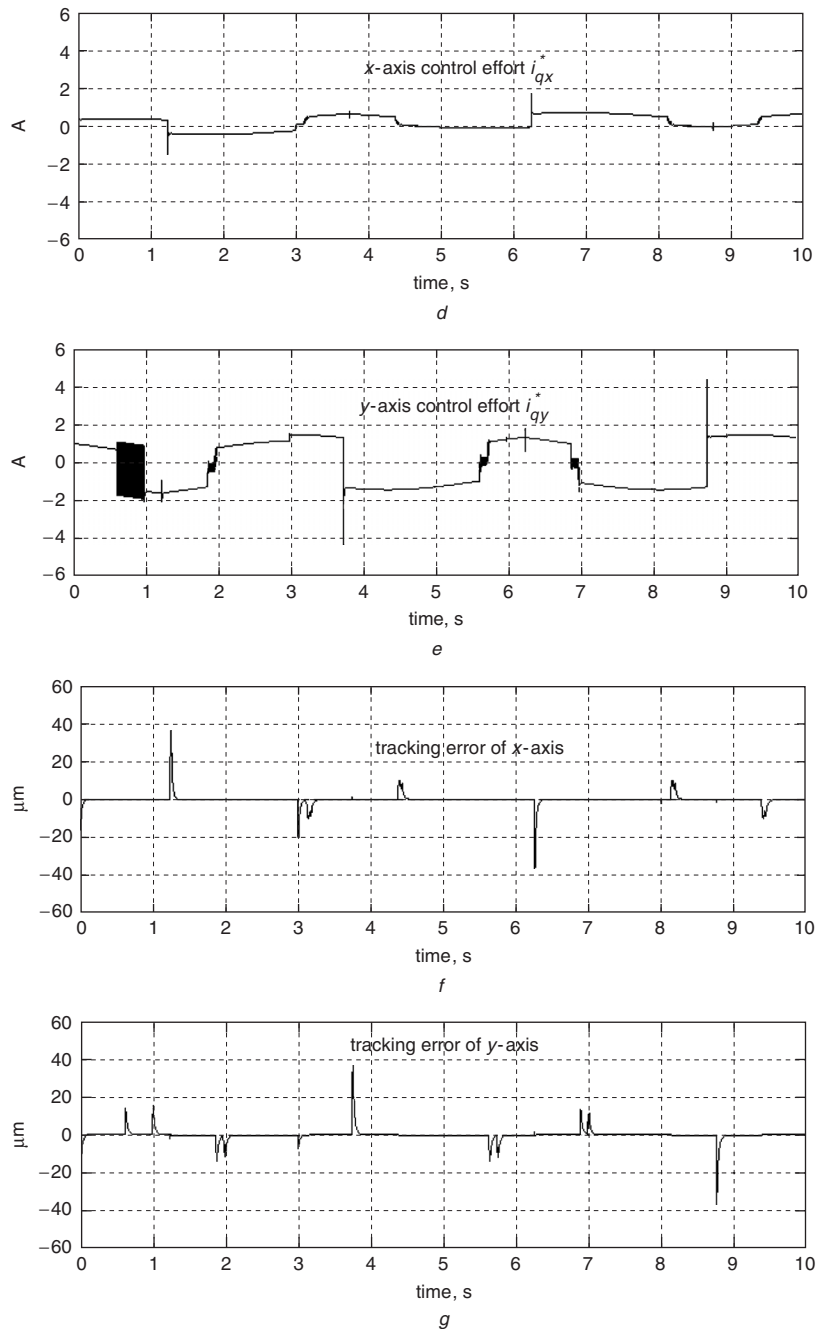 6
4
x-axis control effort i*qx
2
A
0
−2
−4
−6
0 1 2 3 4 5 6 7 8 9 10
time, s
d
6
4
y-axis control effort i*qy
2
A
0
−2
−4
−6
0 1 2 3 4 5 6 7 8 9 10
time, s
e
60
40
tracking error of x-axis
20
μm
0
−20
−40
−60
0 1 2 3 4 5 6 7 8 9 10
time, s
f
60
tracking error of y-axis
40
20
μm
0
−20
−40
−60
0 1 2 3 4 5 6 7 8 9 10
time, s
g